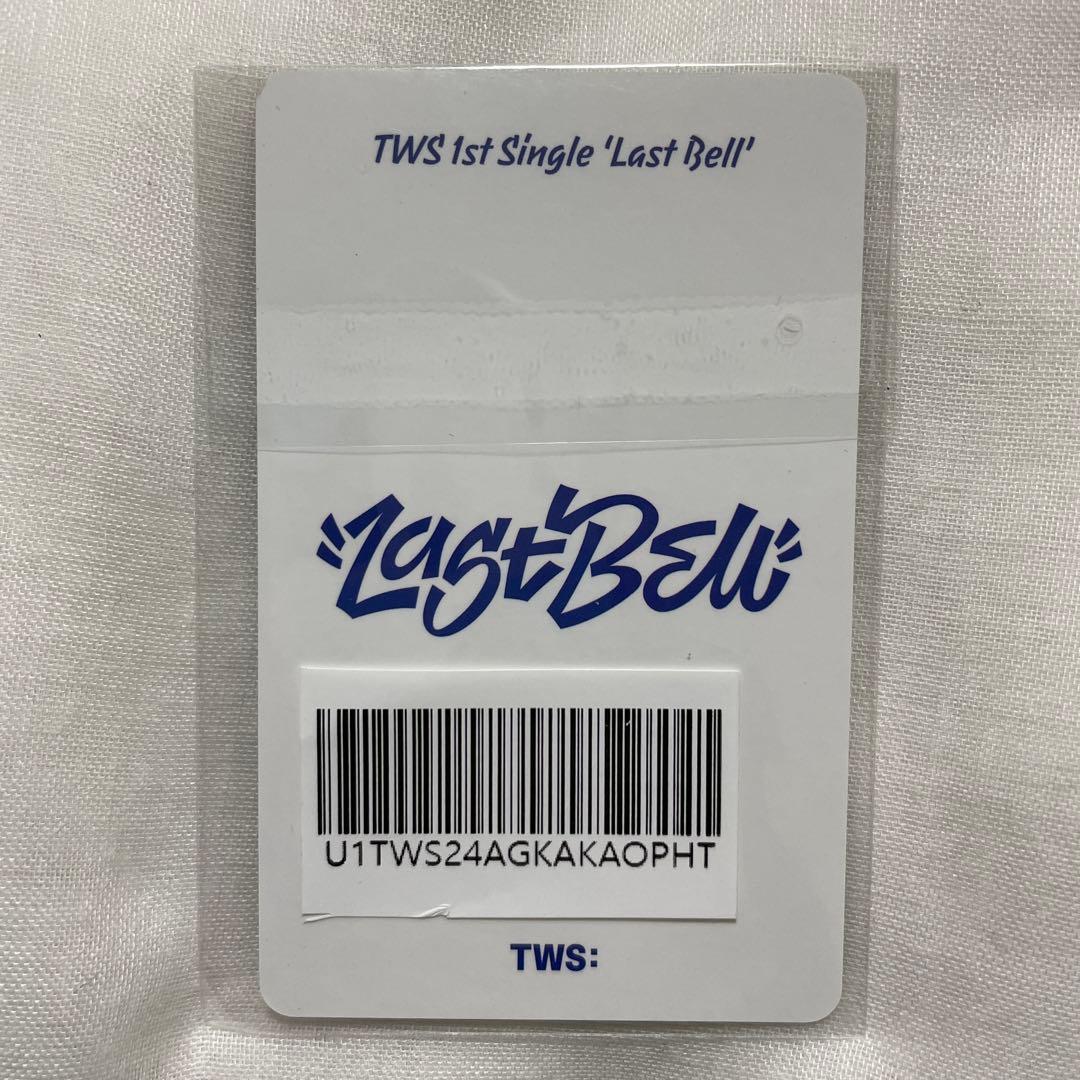 TWS 1st Single ‘Last Bell’
Last Bell
U1TWS24AGKAKAOPHT
TWS: